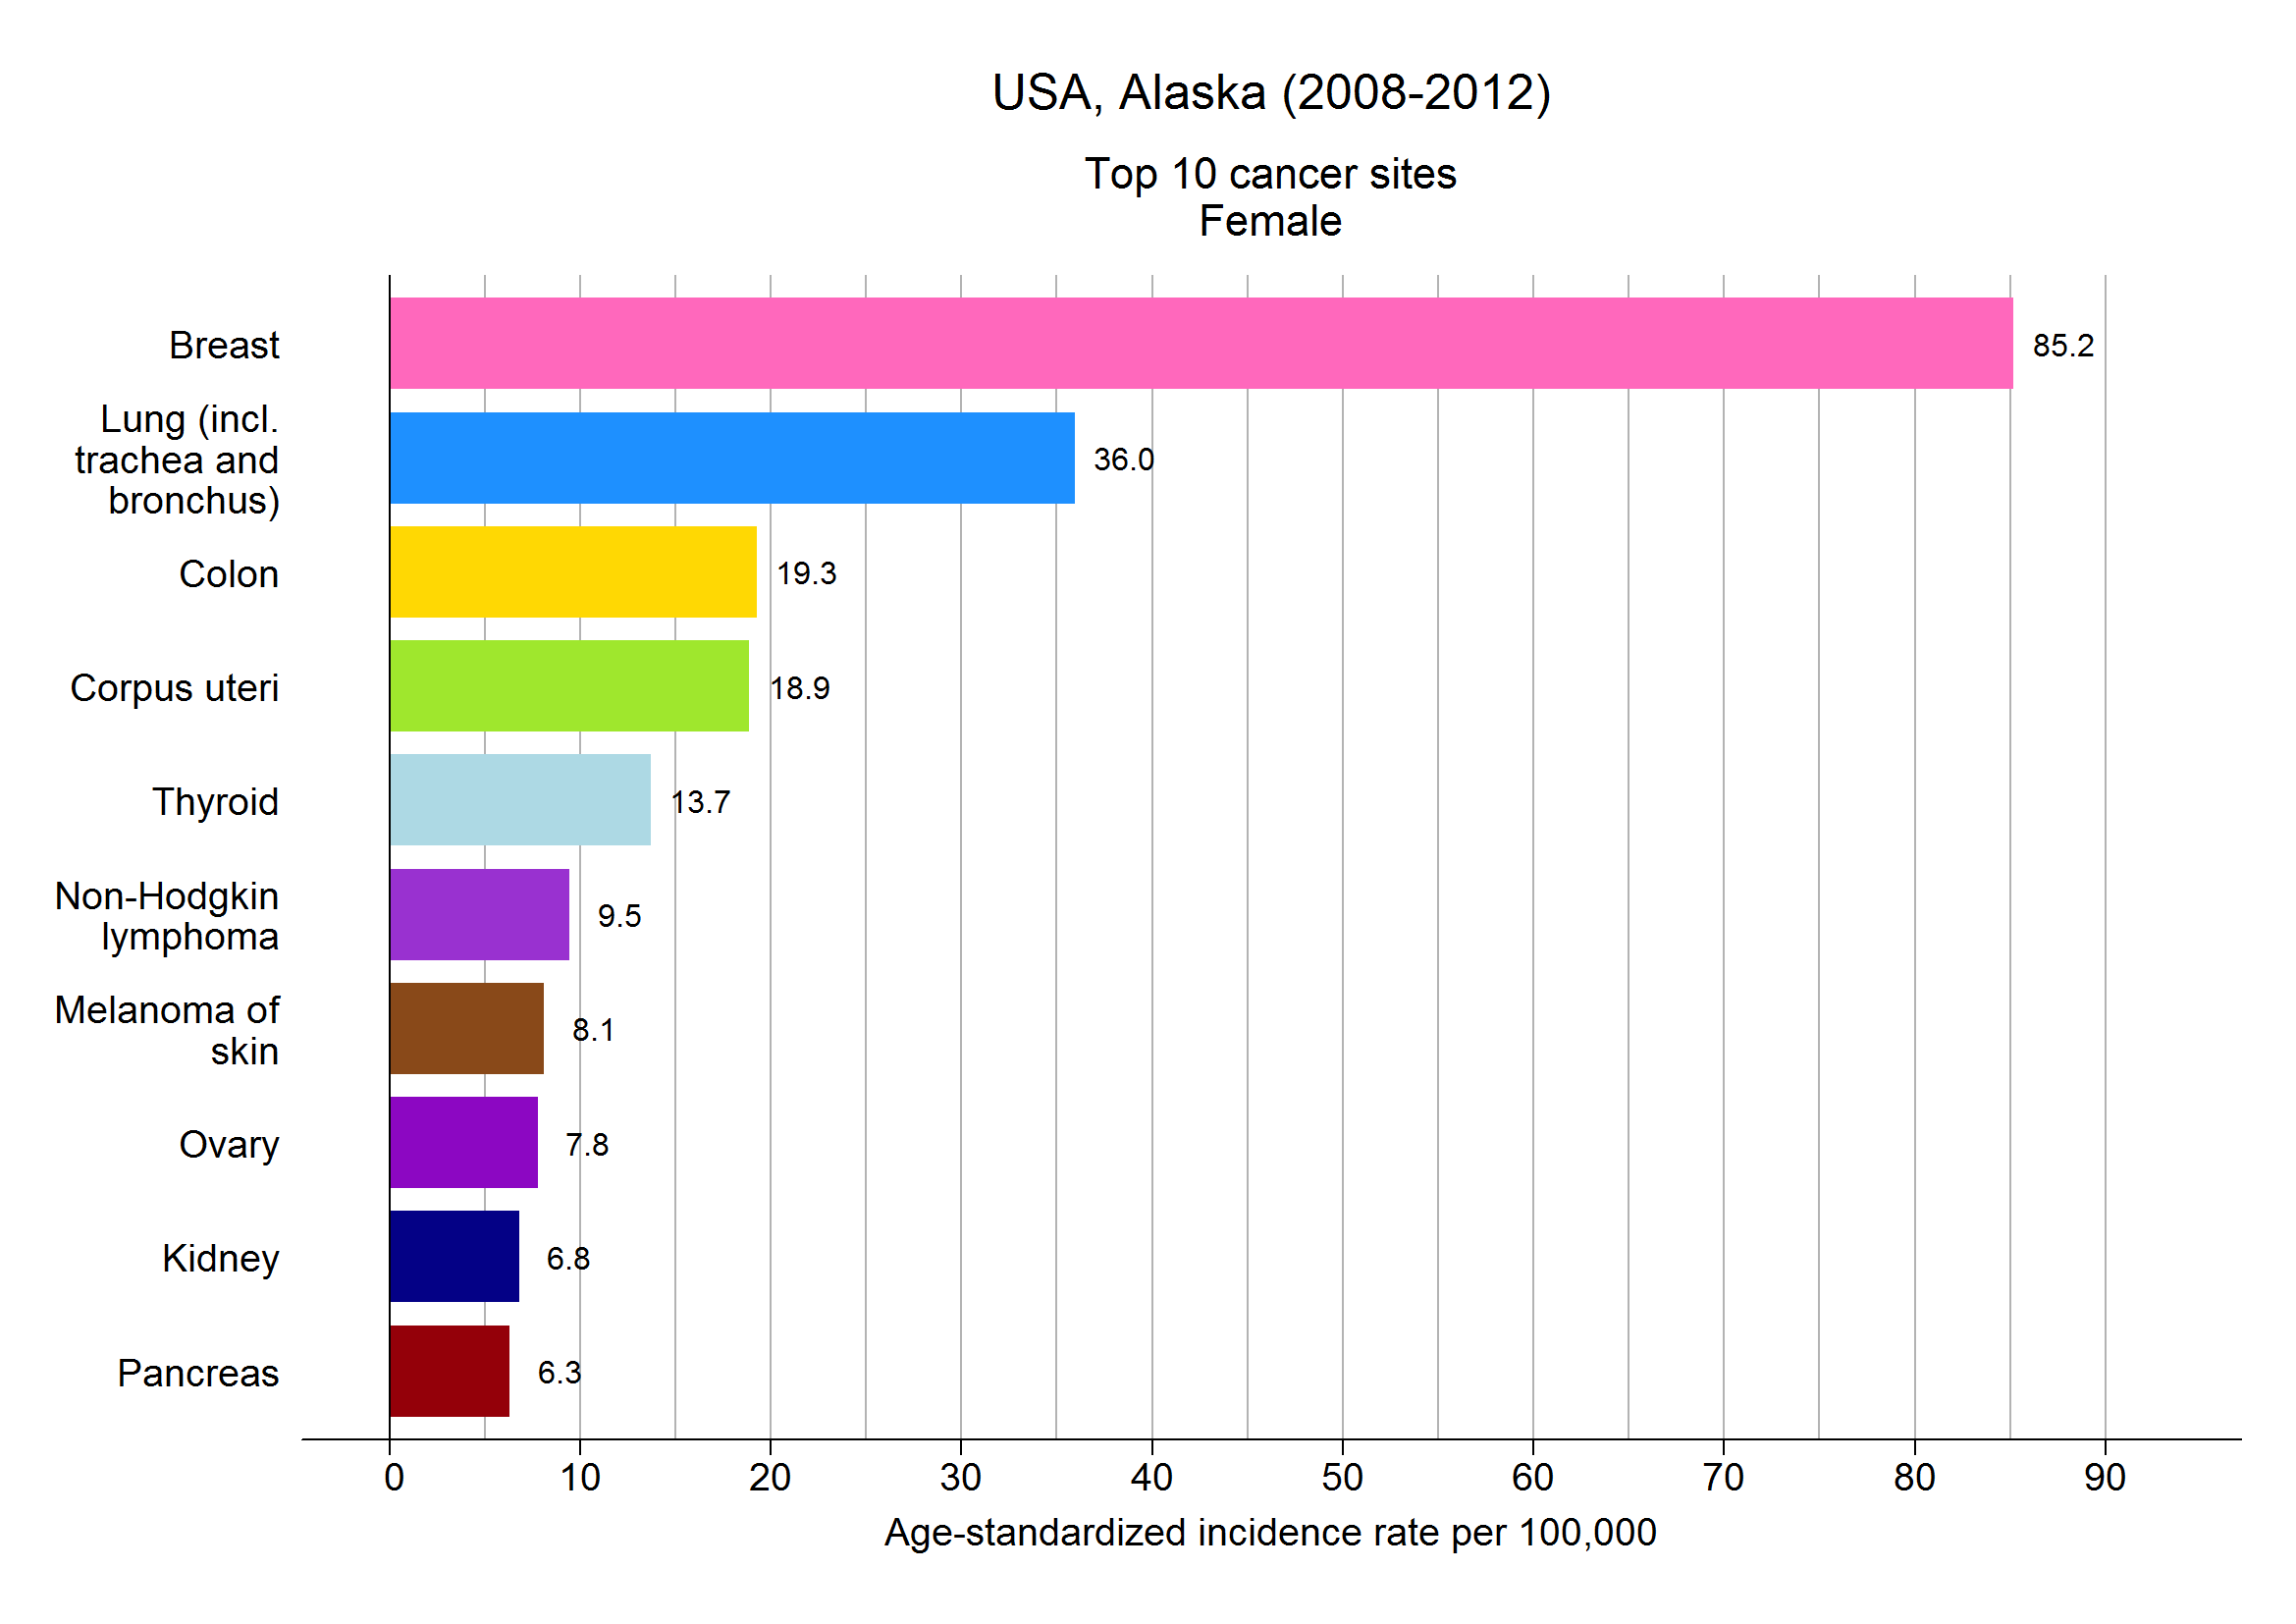 USA, Alaska (2008-2012)
Top 10 cancer sites
Female
Breast
85.2
Lung (incl.
trachea and
bronchus)
36.0
Colon
19.3
Corpus uteri
18.9
Thyroid
13.7
Non-Hodgkin
lymphoma
9.5
Melanoma of
skin
8.1
Ovary
7.8
Kidney
6.8
Pancreas
6.3
0 10 20 30 40 50 60 70 80 90
Age-standardized incidence rate per 100,000